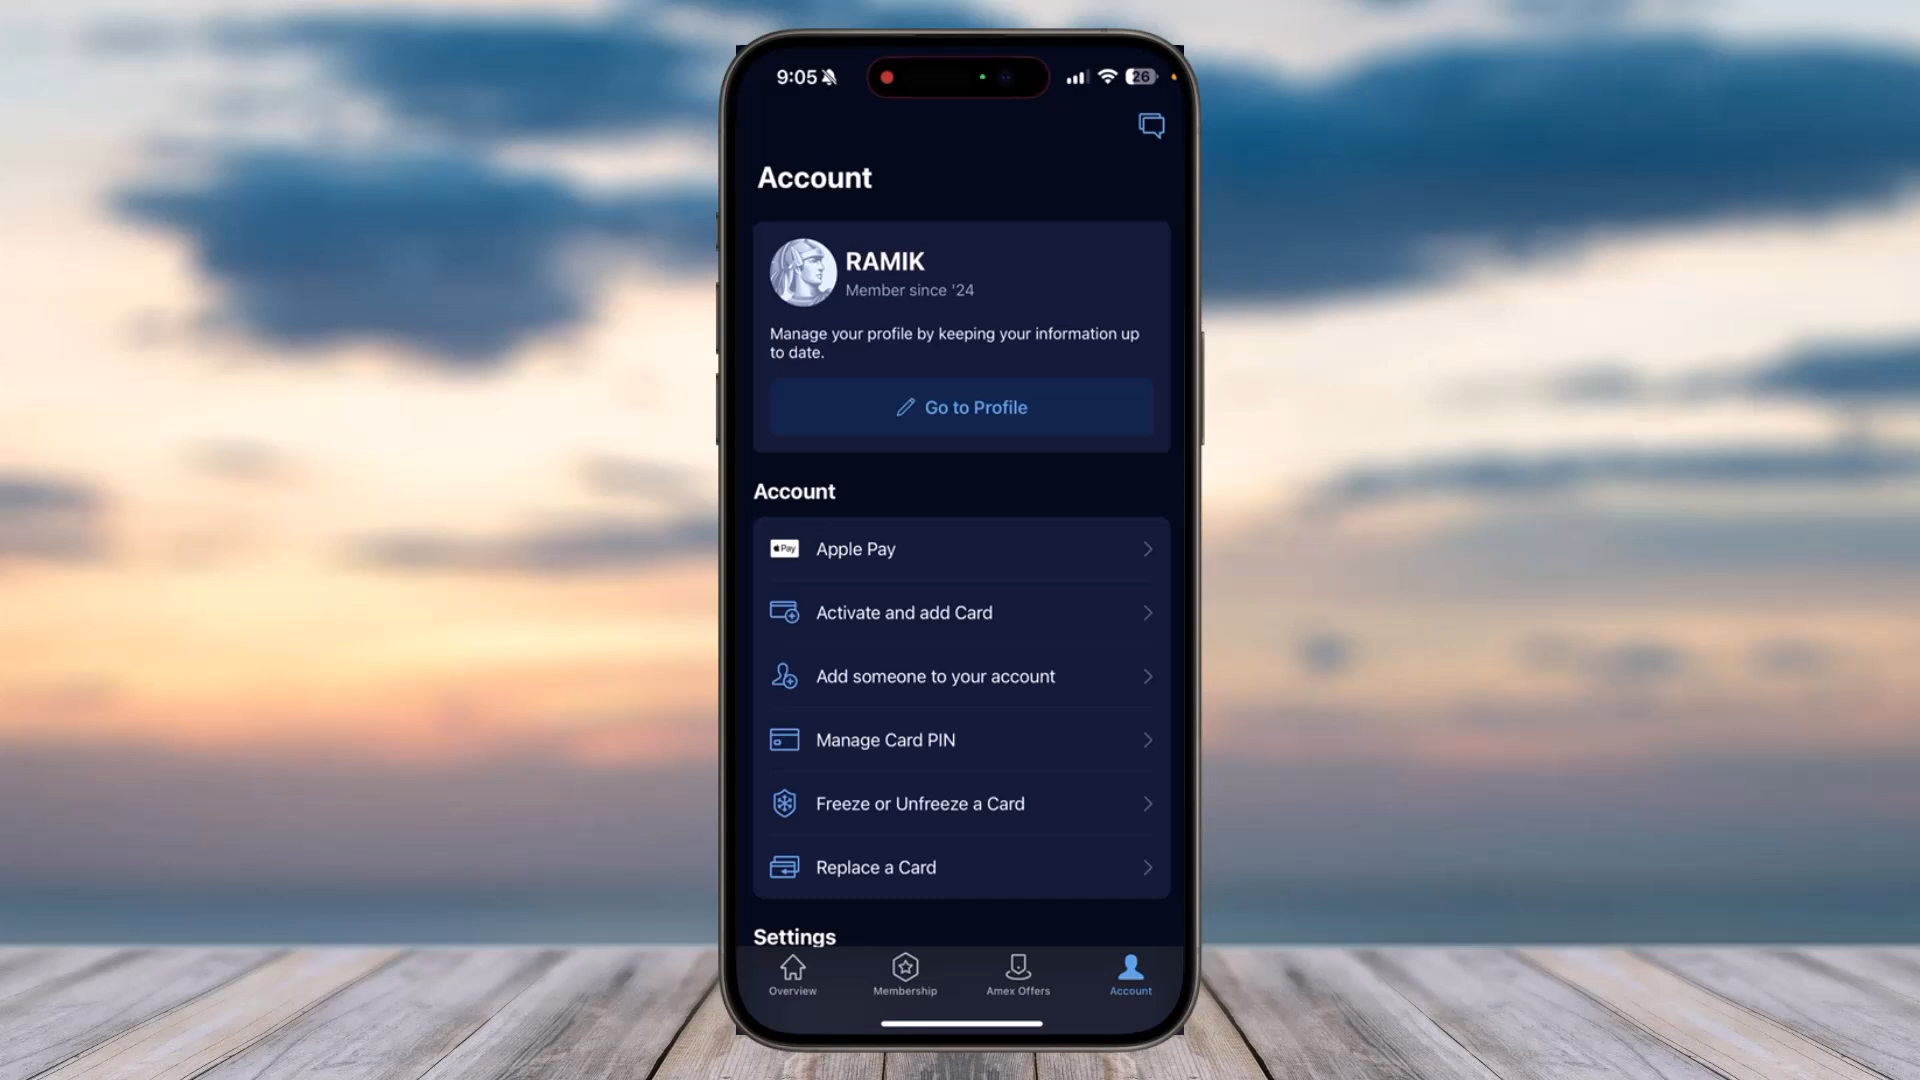 9:05
26
Account
RAMIK
Member since '24
Manage your profile by keeping your information up
to date.
Go to Profile
Account
Pay
Apple Pay
Activate and add Card
Add someone to your account
Manage Card PIN
Freeze or Unfreeze a Card
Replace a Card
Settings
Overview
Membership
Amex Offers
Account